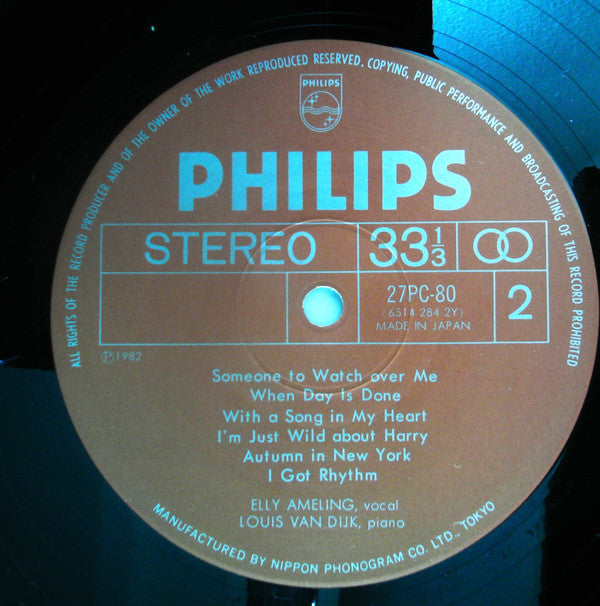 ALL RIGHTS OF THE RECORD PRODUCER AND OF THE OWNER OF THE WORK REPRODUCED RESERVED. COPYING, PUBLIC PERFORMANCE AND BROADCASTING OF THIS RECORD PROHIBITED
PHILIPS
PHILIPS
STEREO 33 1/3
27PC-80 2
(6514 284 2Y)
MADE IN JAPAN
Ⓟ1982
Someone to Watch over Me
When Day Is Done
With a Song in My Heart
I'm Just Wild about Harry
Autumn in New York
I Got Rhythm
ELLY AMELING, vocal
LOUIS VAN DIJK, piano
MANUFACTURED BY NIPPON PHONOGRAM CO. LTD., TOKYO